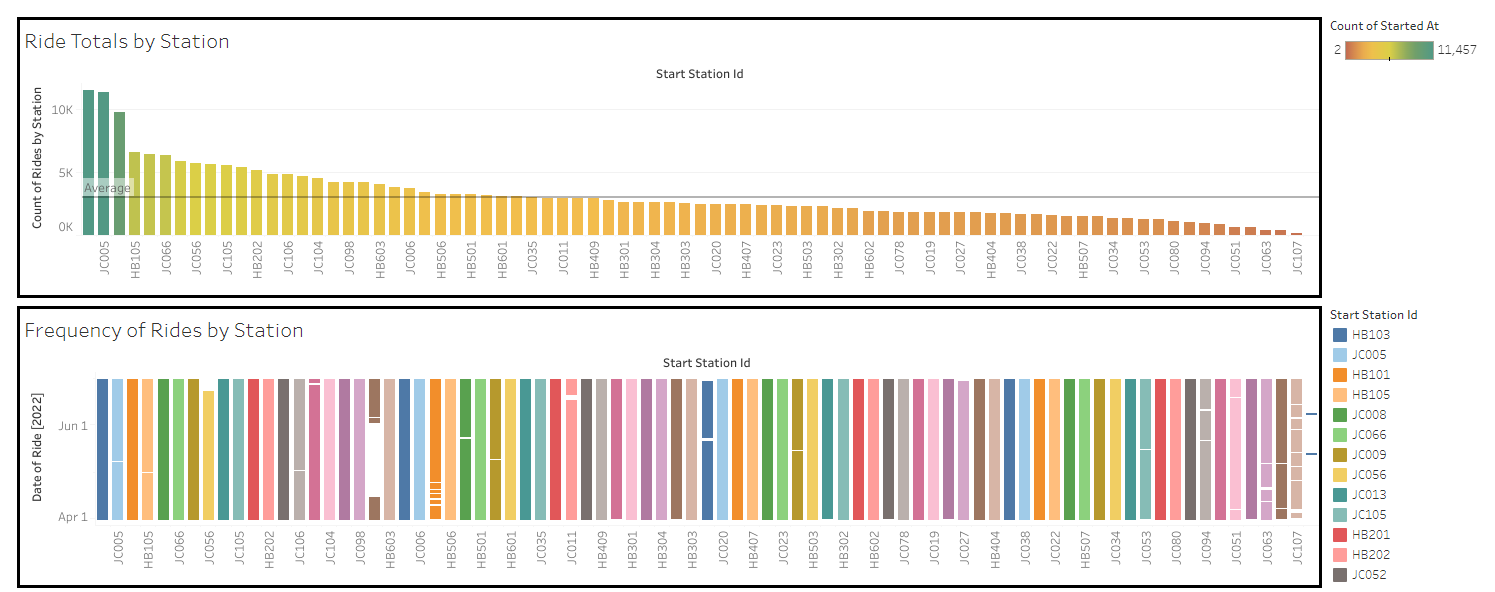 Ride Totals by Station
Start Station Id
Count of Rides by Station
10K
5K
0K
Average
JC005 HB105 JC066 JC056 JC105 HB202 JC106 JC104 JC098 HB603 JC006 HB506 HB501 HB601 JC035 JC011 HB409 HB301 HB304 HB303 JC020 HB407 JC023 HB503 HB302 HB602 JC078 JC019 JC027 HB404 JC038 JC022 HB507 JC034 JC053 JC080 JC094 JC051 JC063 JC107
Count of Started At
2 11,457
Frequency of Rides by Station
Start Station Id
Date of Ride [2022]
Jun 1
Apr 1
JC005 HB105 JC066 JC056 JC105 HB202 JC106 JC104 JC098 HB603 JC006 HB506 HB501 HB601 JC035 JC011 HB409 HB301 HB304 HB303 JC020 HB407 JC023 HB503 HB302 HB602 JC078 JC019 JC027 HB404 JC038 JC022 HB507 JC034 JC053 JC080 JC094 JC051 JC063 JC107
Start Station Id
HB103
JC005
HB101
HB105
JC008
JC066
JC009
JC056
JC013
JC105
HB201
HB202
JC052